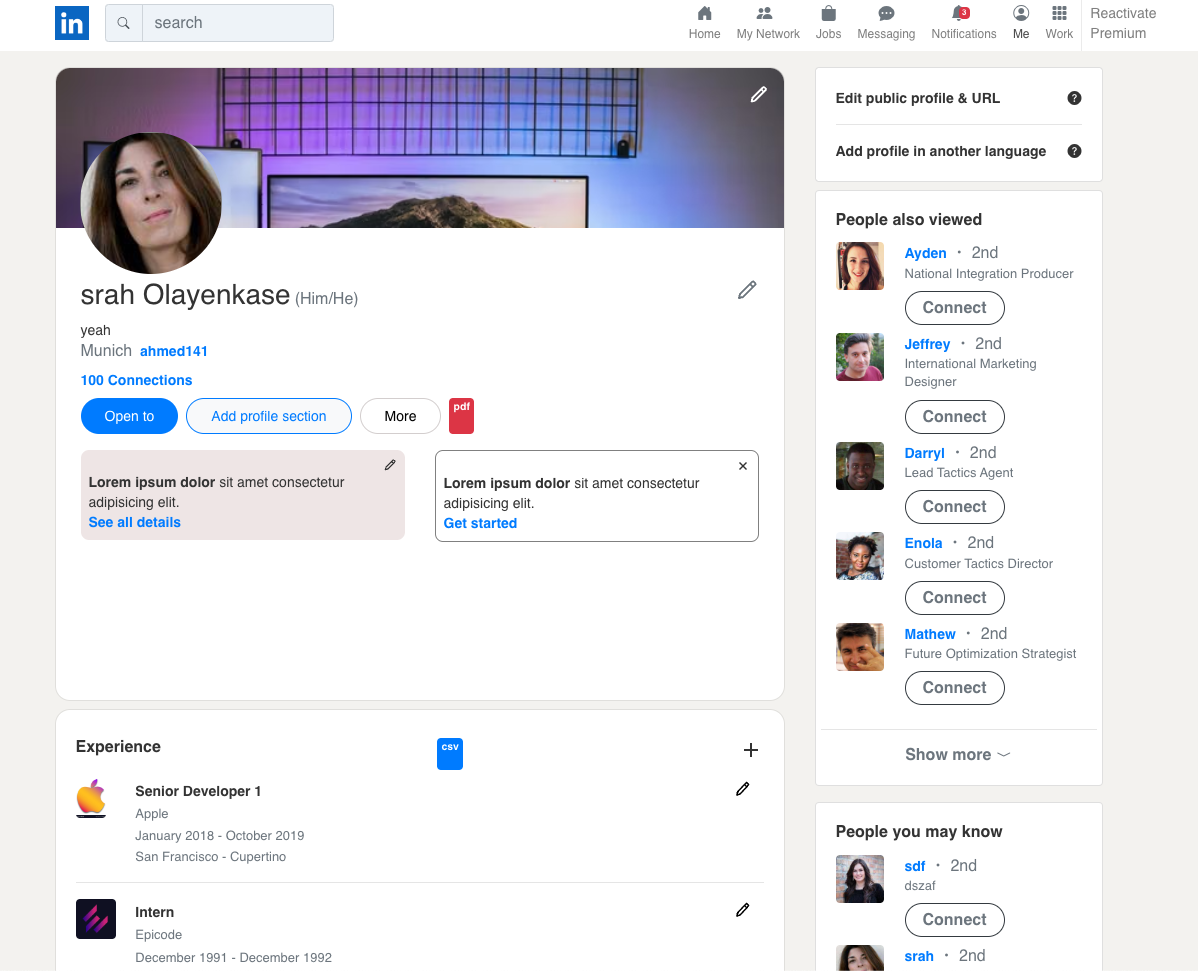 in
search
Home
My Network
Jobs
Messaging
3
Notifications
Me
Work
Reactivate
Premium
srah Olayenkase (Him/He)
yeah
Munich ahmed141
100 Connections
Open to
Add profile section
More
pdf
Lorem ipsum dolor sit amet consectetur
adipisicing elit.
See all details
Lorem ipsum dolor sit amet consectetur
adipisicing elit.
Get started
Experience
csv
Senior Developer 1
Apple
January 2018 - October 2019
San Francisco - Cupertino
Intern
Epicode
December 1991 - December 1992
Edit public profile & URL
?
Add profile in another language
?
People also viewed
Ayden · 2nd
National Integration Producer
Connect
Jeffrey · 2nd
International Marketing
Designer
Connect
Darryl · 2nd
Lead Tactics Agent
Connect
Enola · 2nd
Customer Tactics Director
Connect
Mathew · 2nd
Future Optimization Strategist
Connect
Show more
People you may know
sdf · 2nd
dszaf
Connect
srah · 2nd